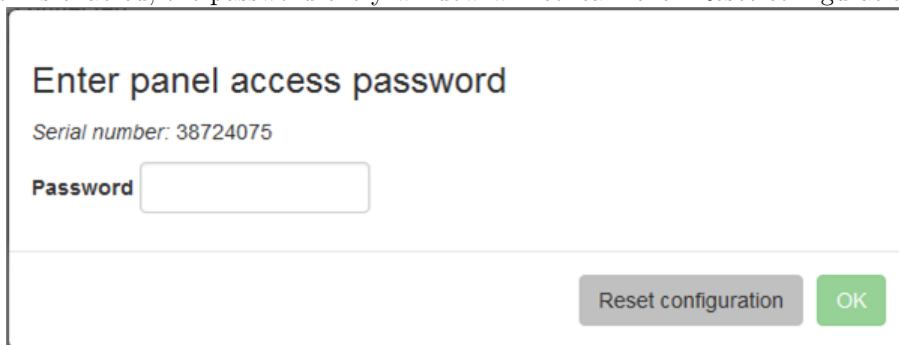 Enter panel access password
Serial number: 38724075
Password
Reset configuration OK